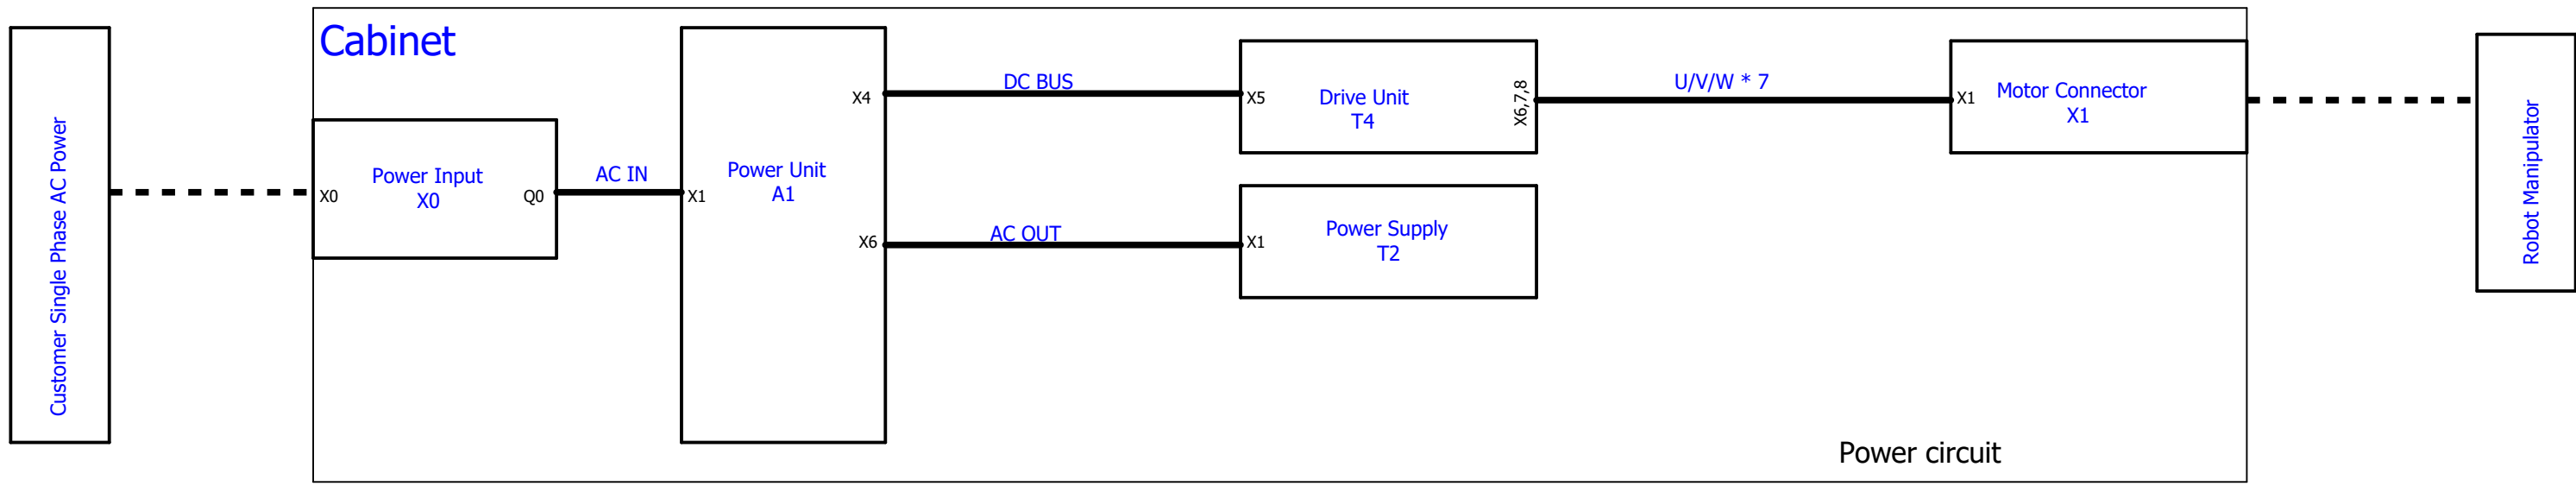 Cabinet
Customer Single Phase AC Power
X0
Power Input
X0
Q0
AC IN
X1
Power Unit
A1
X4
X6
DC BUS
AC OUT
X5
Drive Unit
T4
X6,7,8
X1
Power Supply
T2
U/V/W * 7
X1
Motor Connector
X1
Robot Manipulator
Power circuit